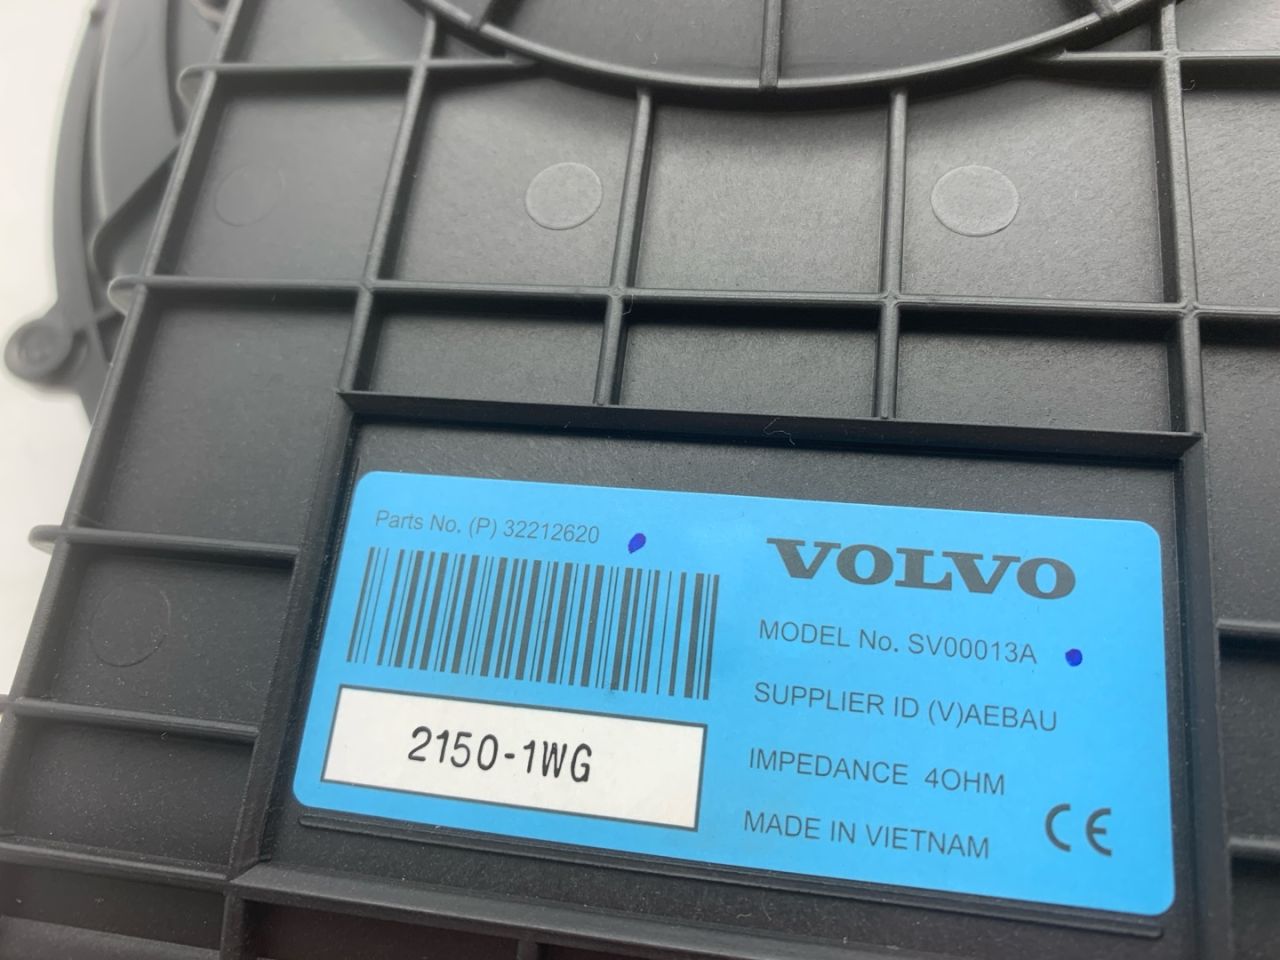 Parts No. (P) 32212620
2150-1WG
VOLVO
MODEL No. SV00013A
SUPPLIER ID (V)AEBAU
IMPEDANCE 4OHM
MADE IN VIETNAM
CE